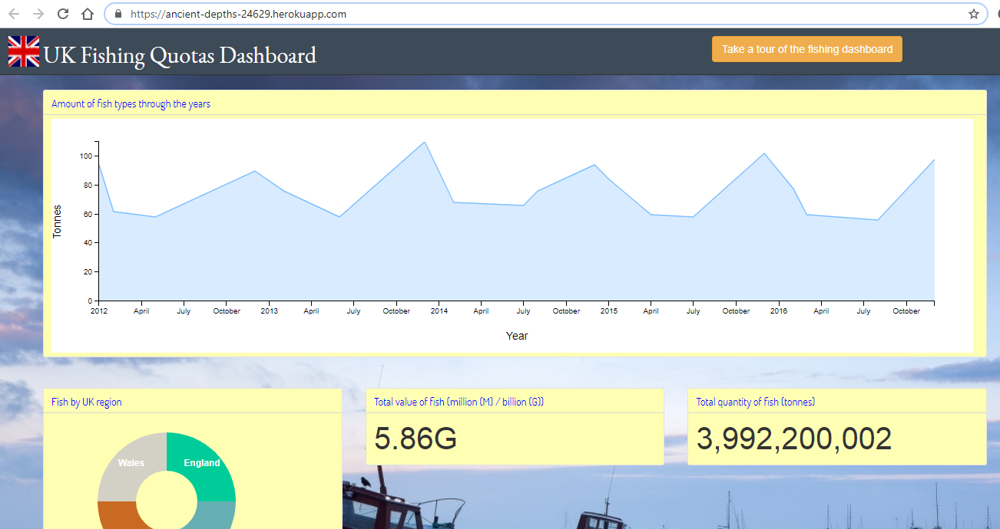 https://ancient-depths-24629.herokuapp.com
UK Fishing Quotas Dashboard
Take a tour of the fishing dashboard
Amount of fish types through the years
100
80
60
40
20
0
Tonnes
2012 April July October 2013 April July October 2014 April July October 2015 April July October 2016 April July October
Year
Fish by UK region
Wales England
Total value of fish (million (M) / billion (G))
5.86G
Total quantity of fish (tonnes)
3,992,200,002